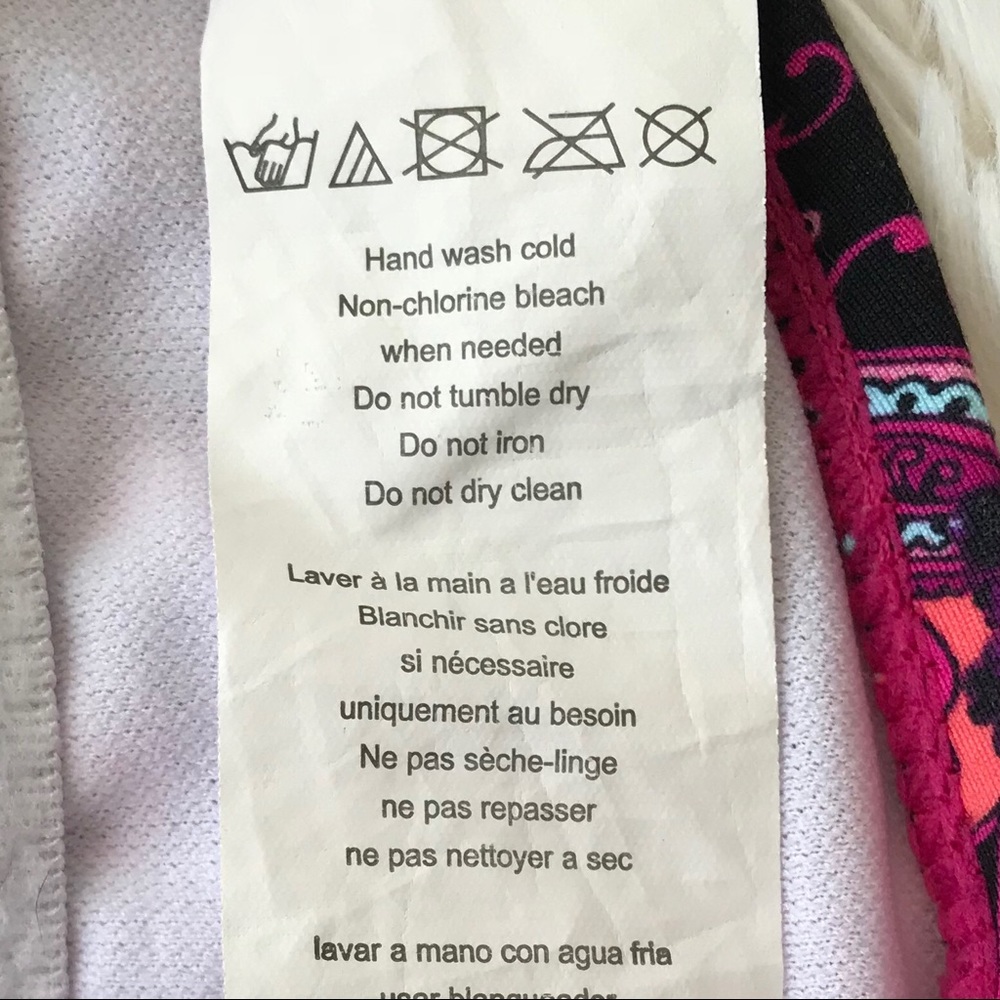 Hand wash cold
Non-chlorine bleach
when needed
Do not tumble dry
Do not iron
Do not dry clean
Laver à la main a l'eau froide
Blanchir sans clore
si nécessaire
uniquement au besoin
Ne pas sèche-linge
ne pas repasser
ne pas nettoyer a sec
lavar a mano con agua fria
usar blanqueador